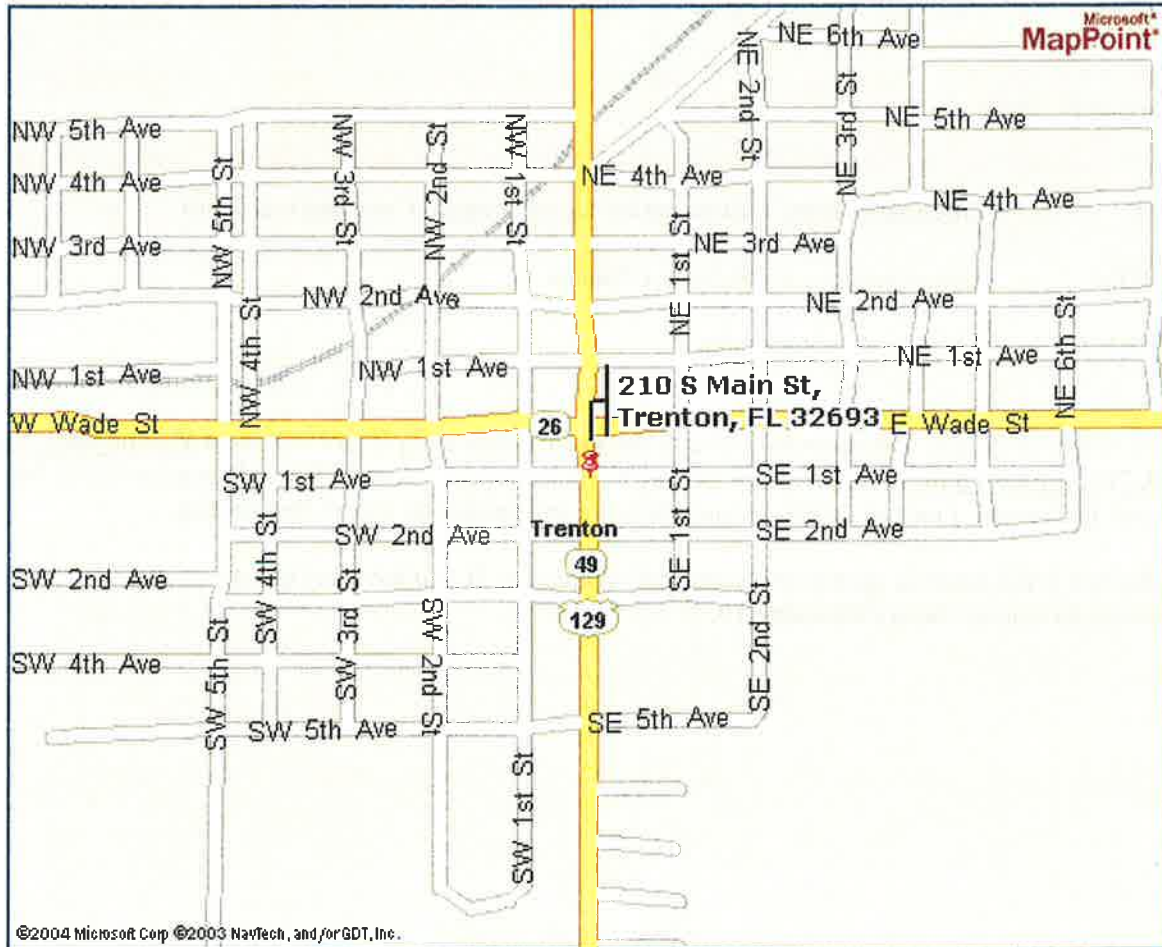 Microsoft®
MapPoint®
NE 6th Ave
NE 2nd St
NE 3rd St
NE 5th Ave
NW 5th Ave
NW 5th St
NW 3rd St
NW 2nd St
NW 1st St
NW 4th Ave
NE 4th Ave
NE 4th Ave
NW 3rd Ave
NE 1st St
NE 3rd Ave
NW 2nd Ave
NE 2nd Ave
NW 4th St
NE 6th St
NW 1st Ave
NW 1st Ave
NE 1st Ave
210 S Main St,
Trenton, FL 32693
W Wade St
26
E Wade St
SW 1st Ave
SE 1st St
SE 1st Ave
SW 4th St
SW 2nd Ave
Trenton
SE 2nd Ave
SW 2nd Ave
49
SW 3rd St
SW 2nd St
129
SE 2nd St
SW 5th St
SW 4th Ave
SW 5th Ave
SE 5th Ave
SW 1st St
©2004 Microsoft Corp ©2003 NavTech, and/or GDT, Inc.